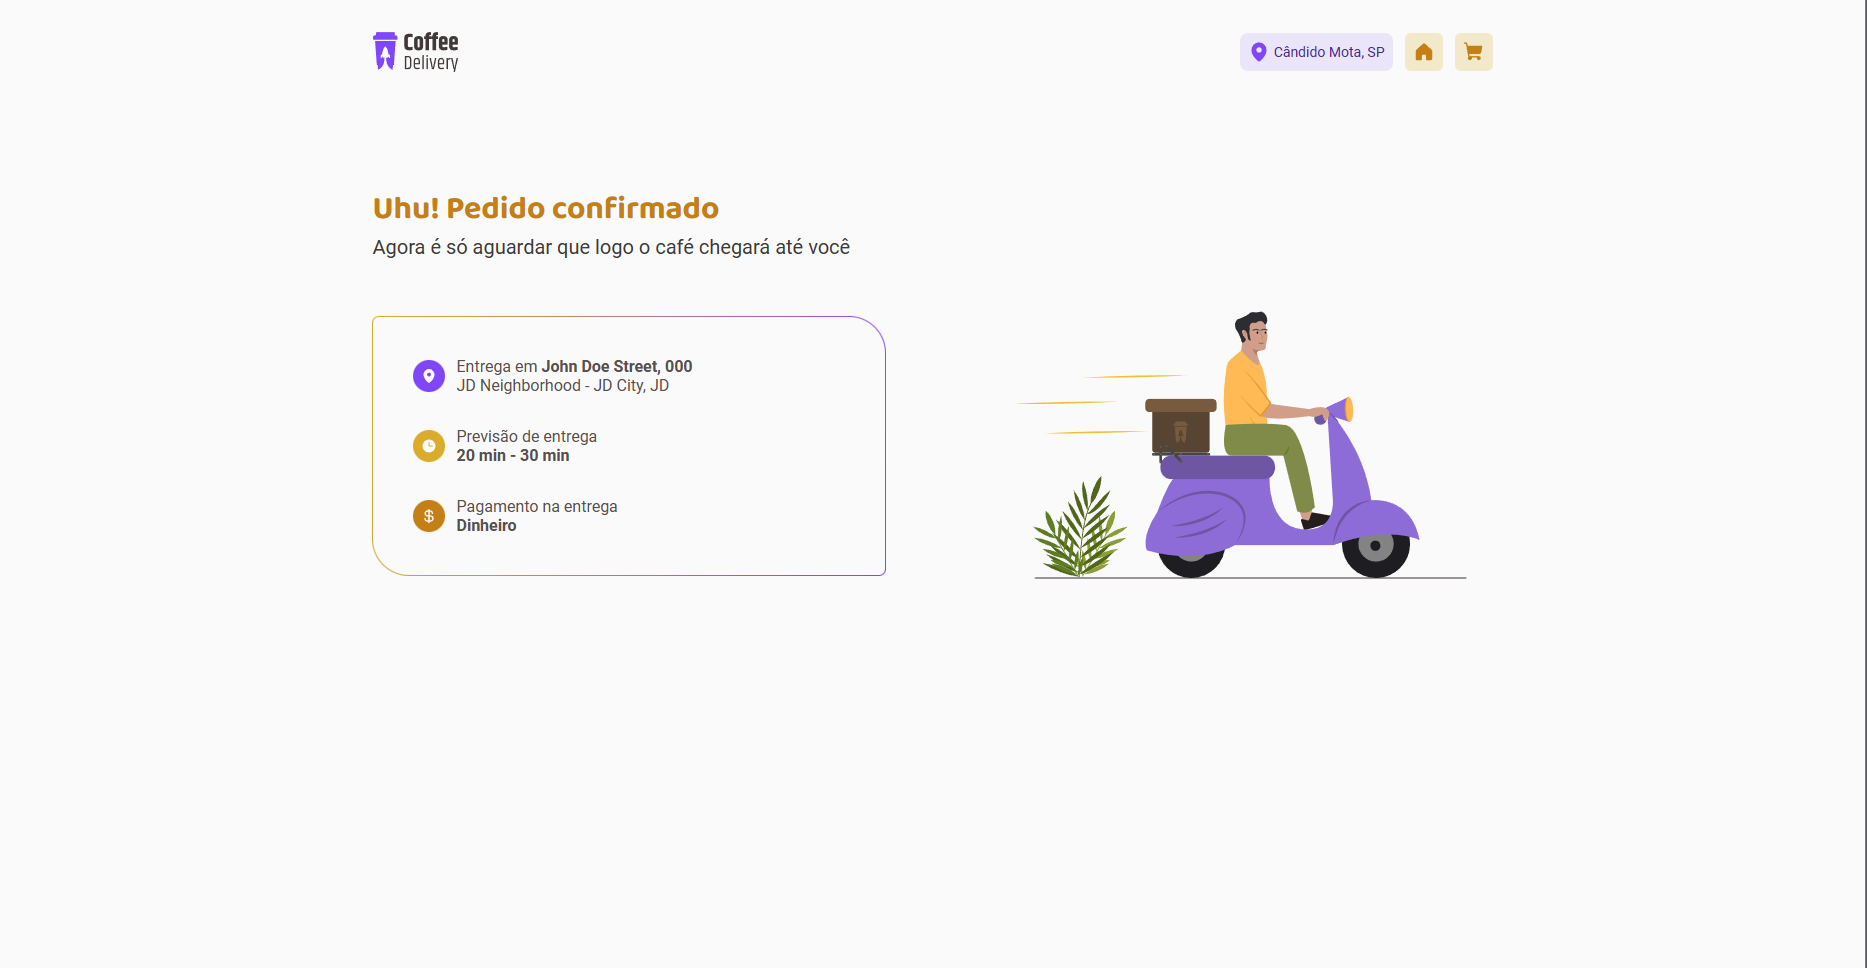 Coffee
Delivery
Cândido Mota, SP
Uhu! Pedido confirmado
Agora é só aguardar que logo o café chegará até você
Entrega em John Doe Street, 000
JD Neighborhood - JD City, JD
Previsão de entrega
20 min - 30 min
$ Pagamento na entrega
Dinheiro